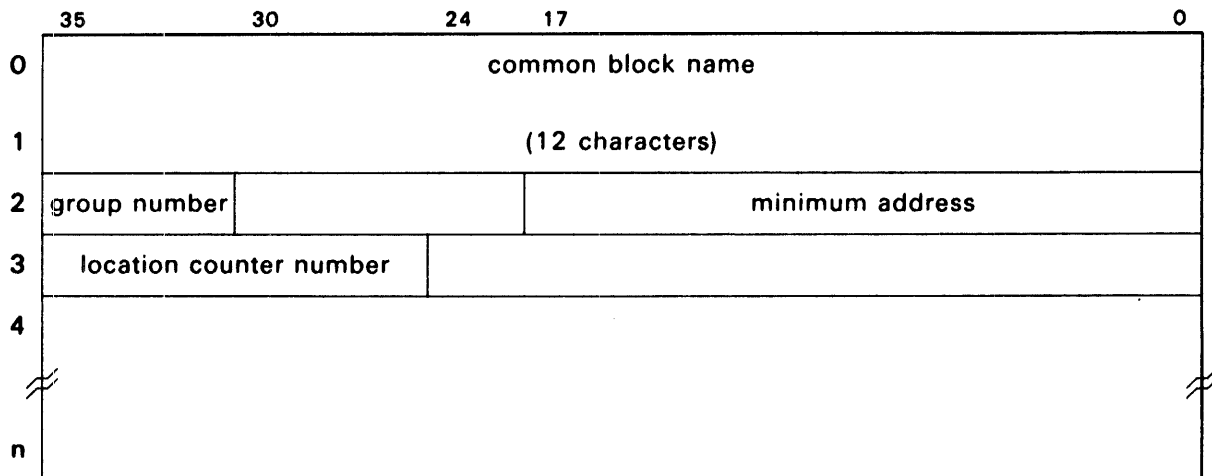 35 30 24 17 0
0 common block name
1 (12 characters)
2 group number minimum address
3 location counter number
4
n